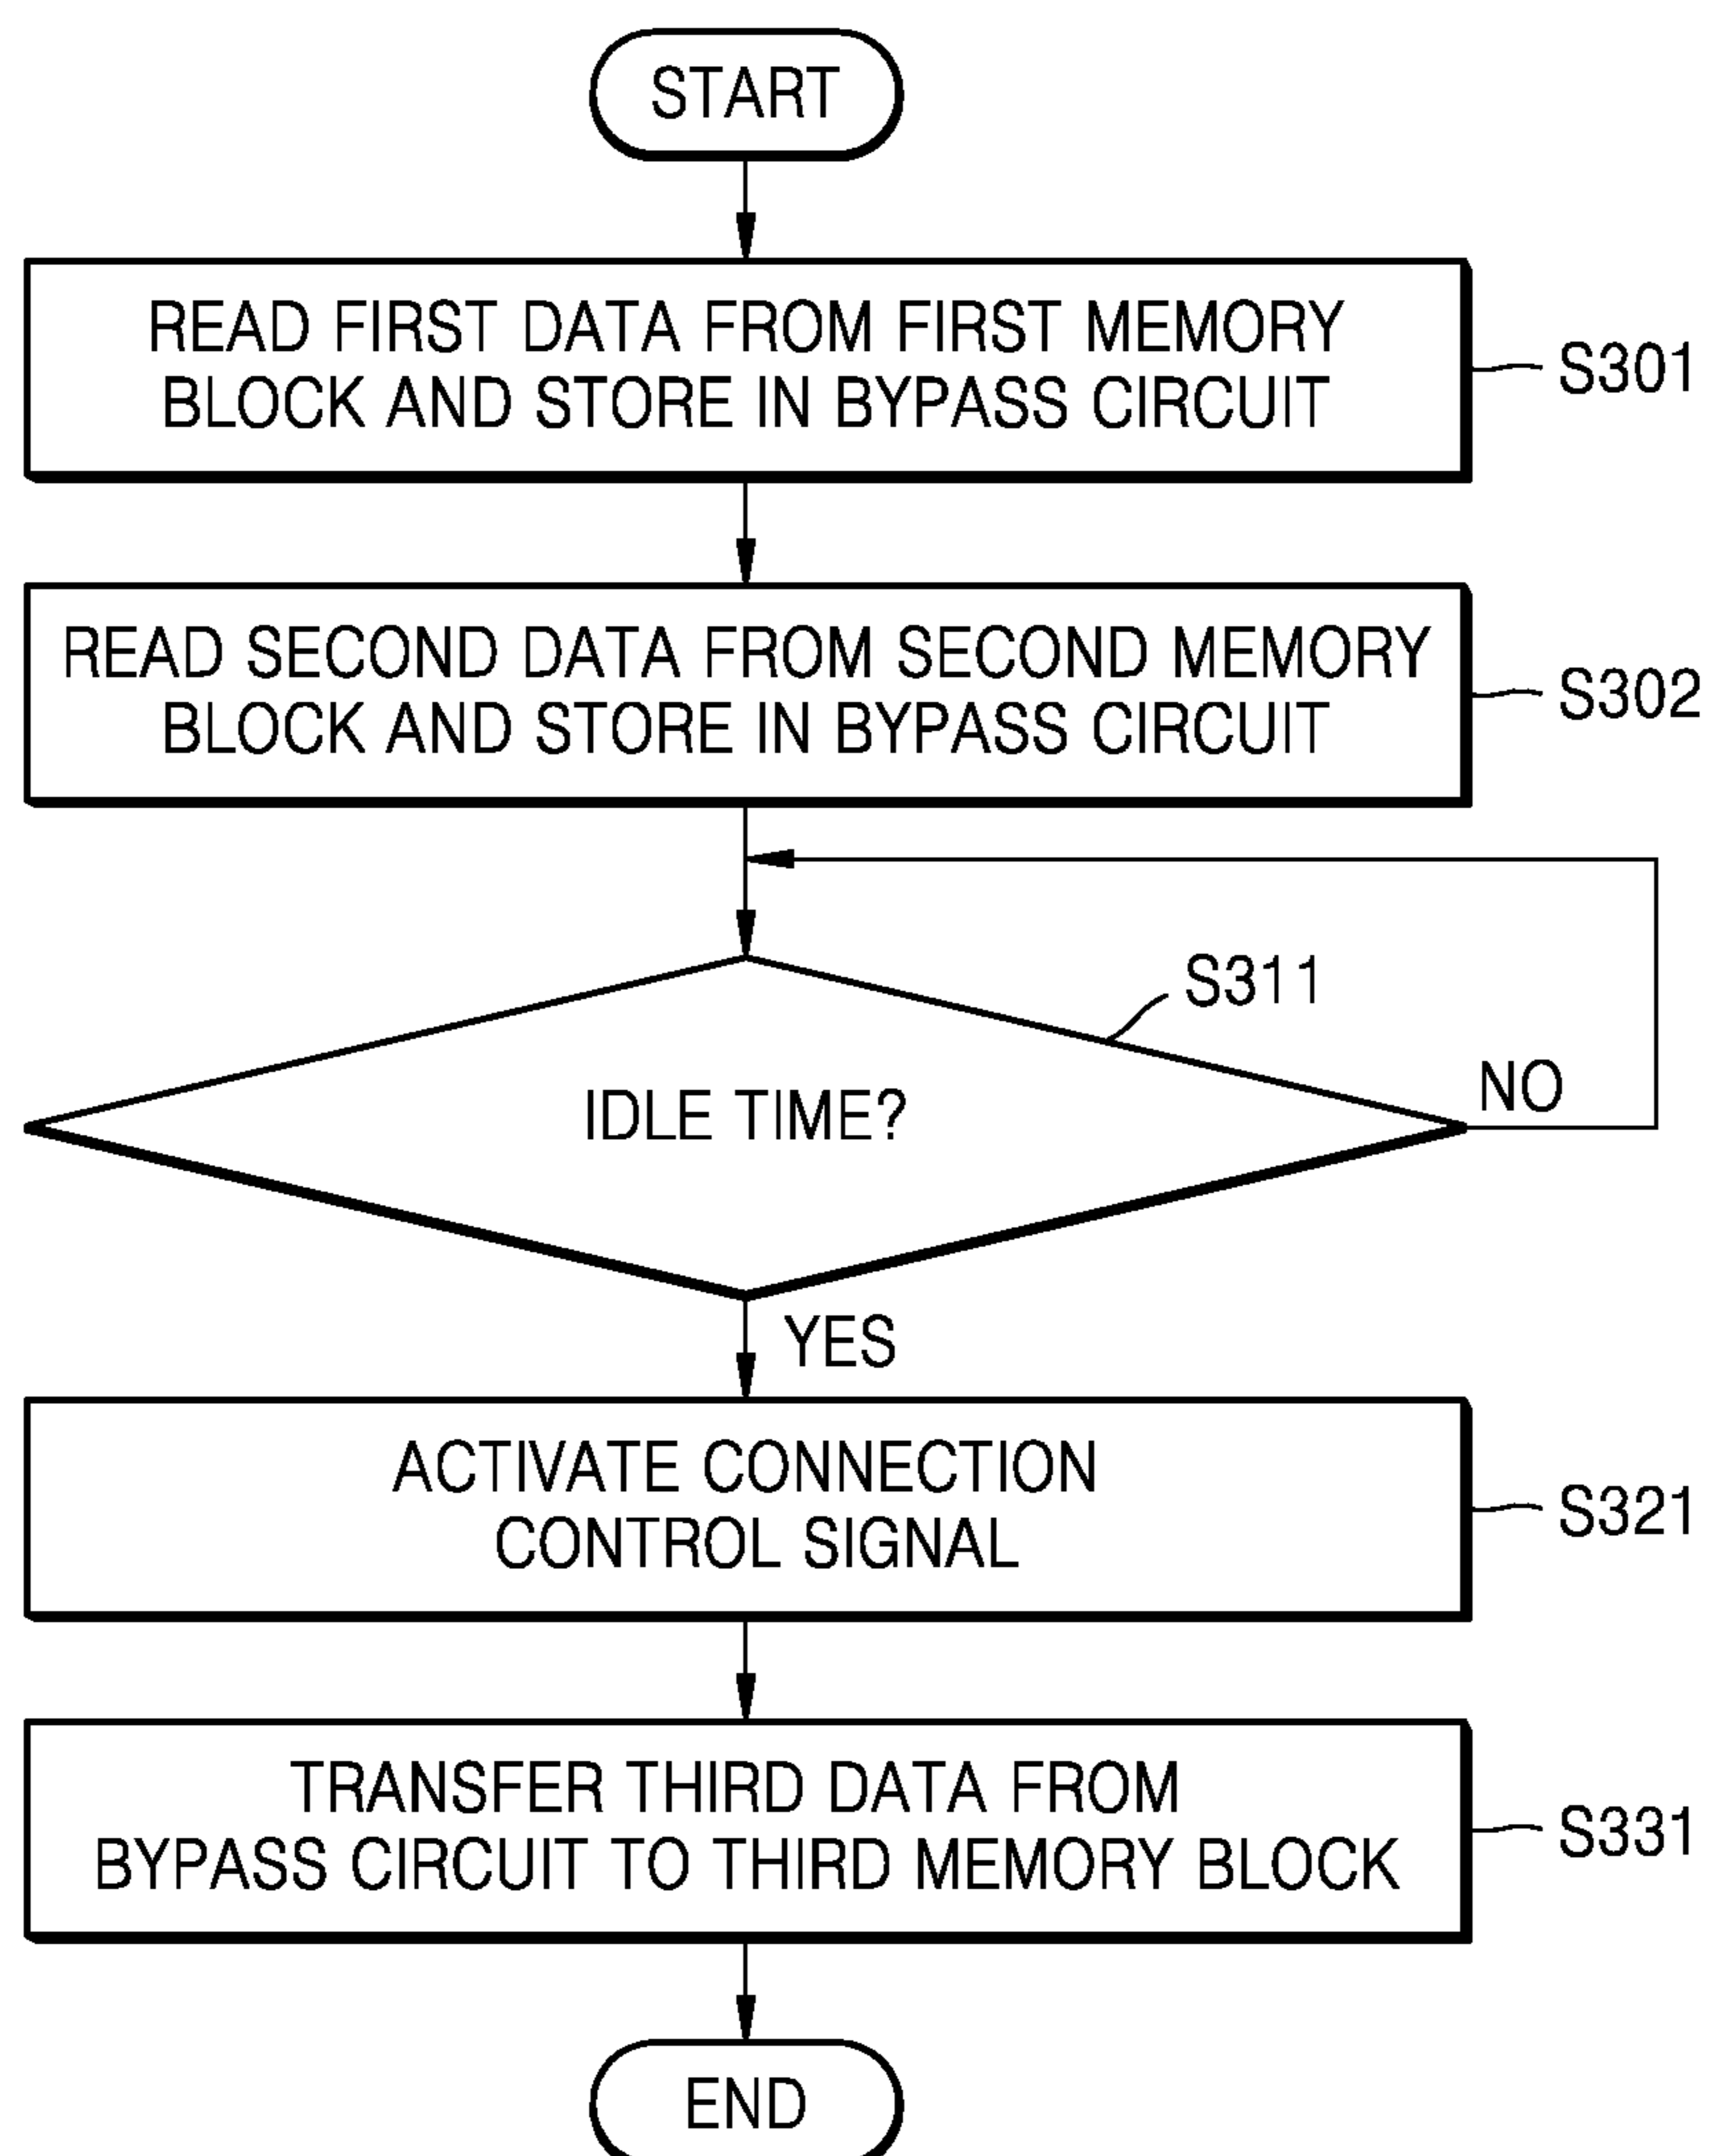 START
READ FIRST DATA FROM FIRST MEMORY
BLOCK AND STORE IN BYPASS CIRCUIT
S301
READ SECOND DATA FROM SECOND MEMORY
BLOCK AND STORE IN BYPASS CIRCUIT
S302
S311
IDLE TIME?
NO
YES
ACTIVATE CONNECTION
CONTROL SIGNAL
S321
TRANSFER THIRD DATA FROM
BYPASS CIRCUIT TO THIRD MEMORY BLOCK
S331
END